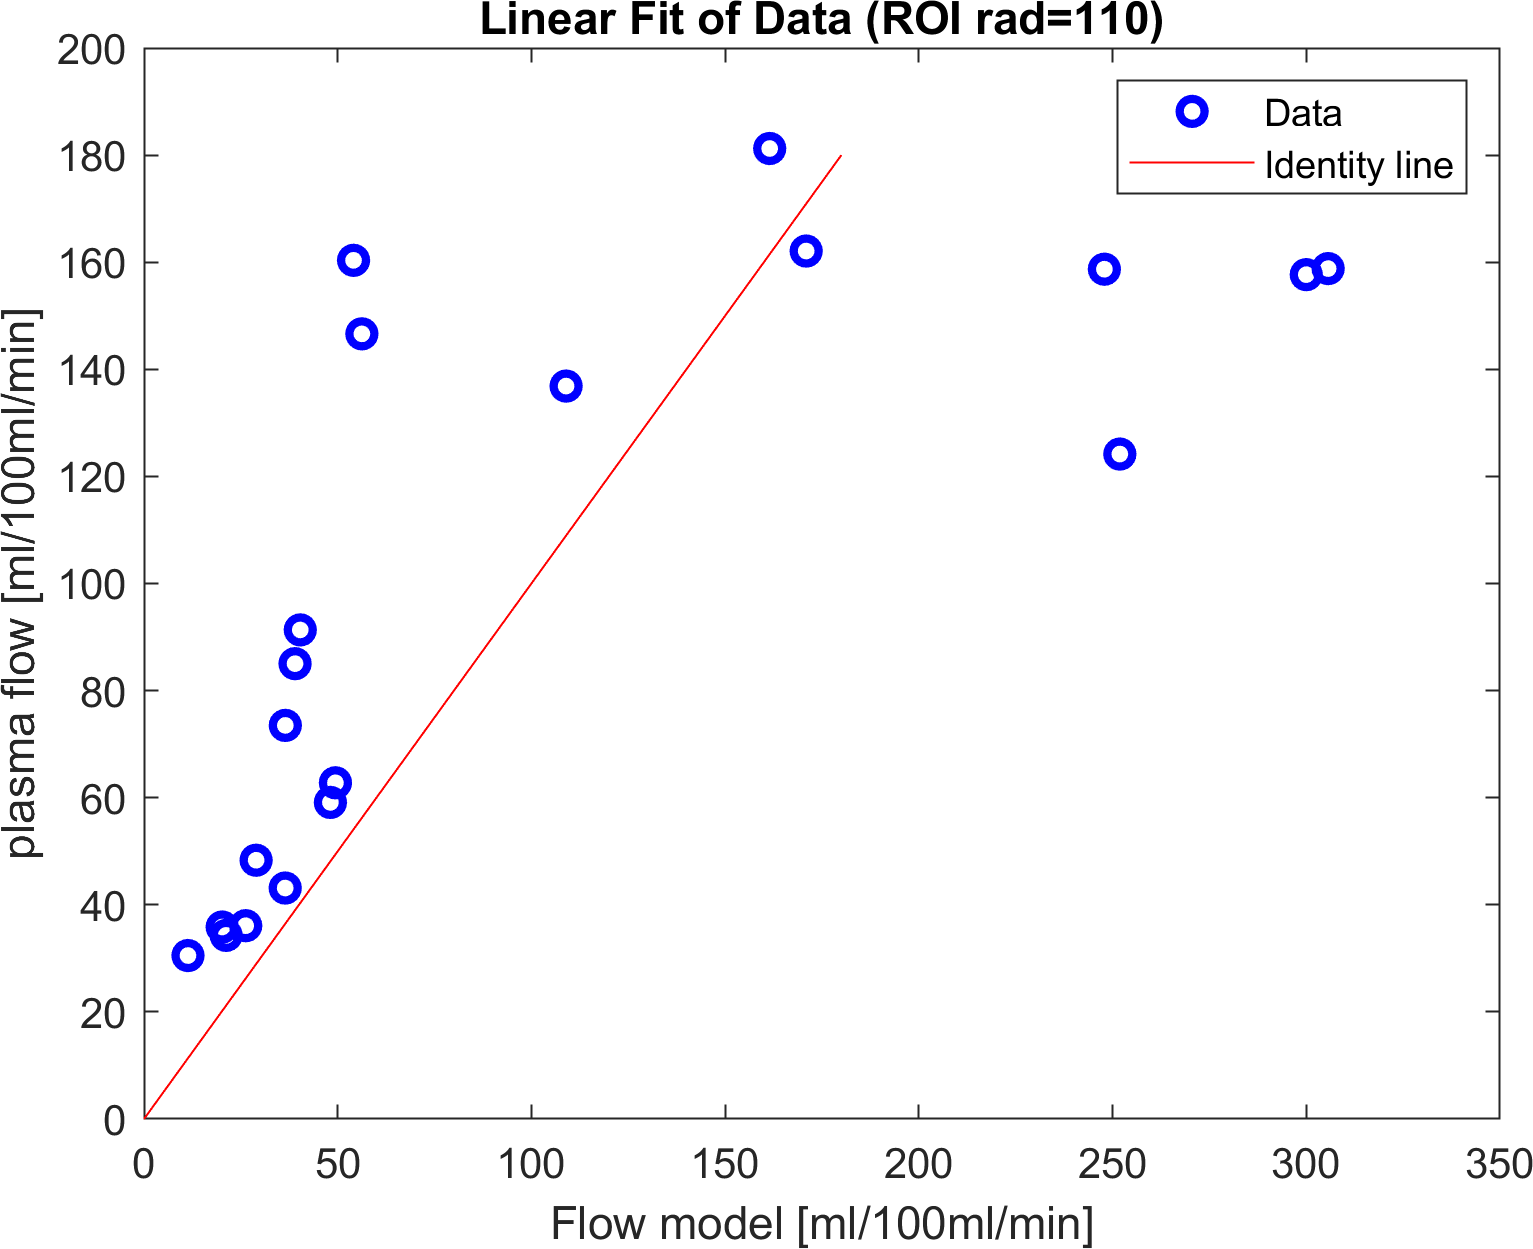 Linear Fit of Data (ROI rad=110)
200
180
160
140
120
100
80
60
40
20
0
plasma flow [ml/100ml/min]
Data
Identity line
0 50 100 150 200 250 300 350
Flow model [ml/100ml/min]